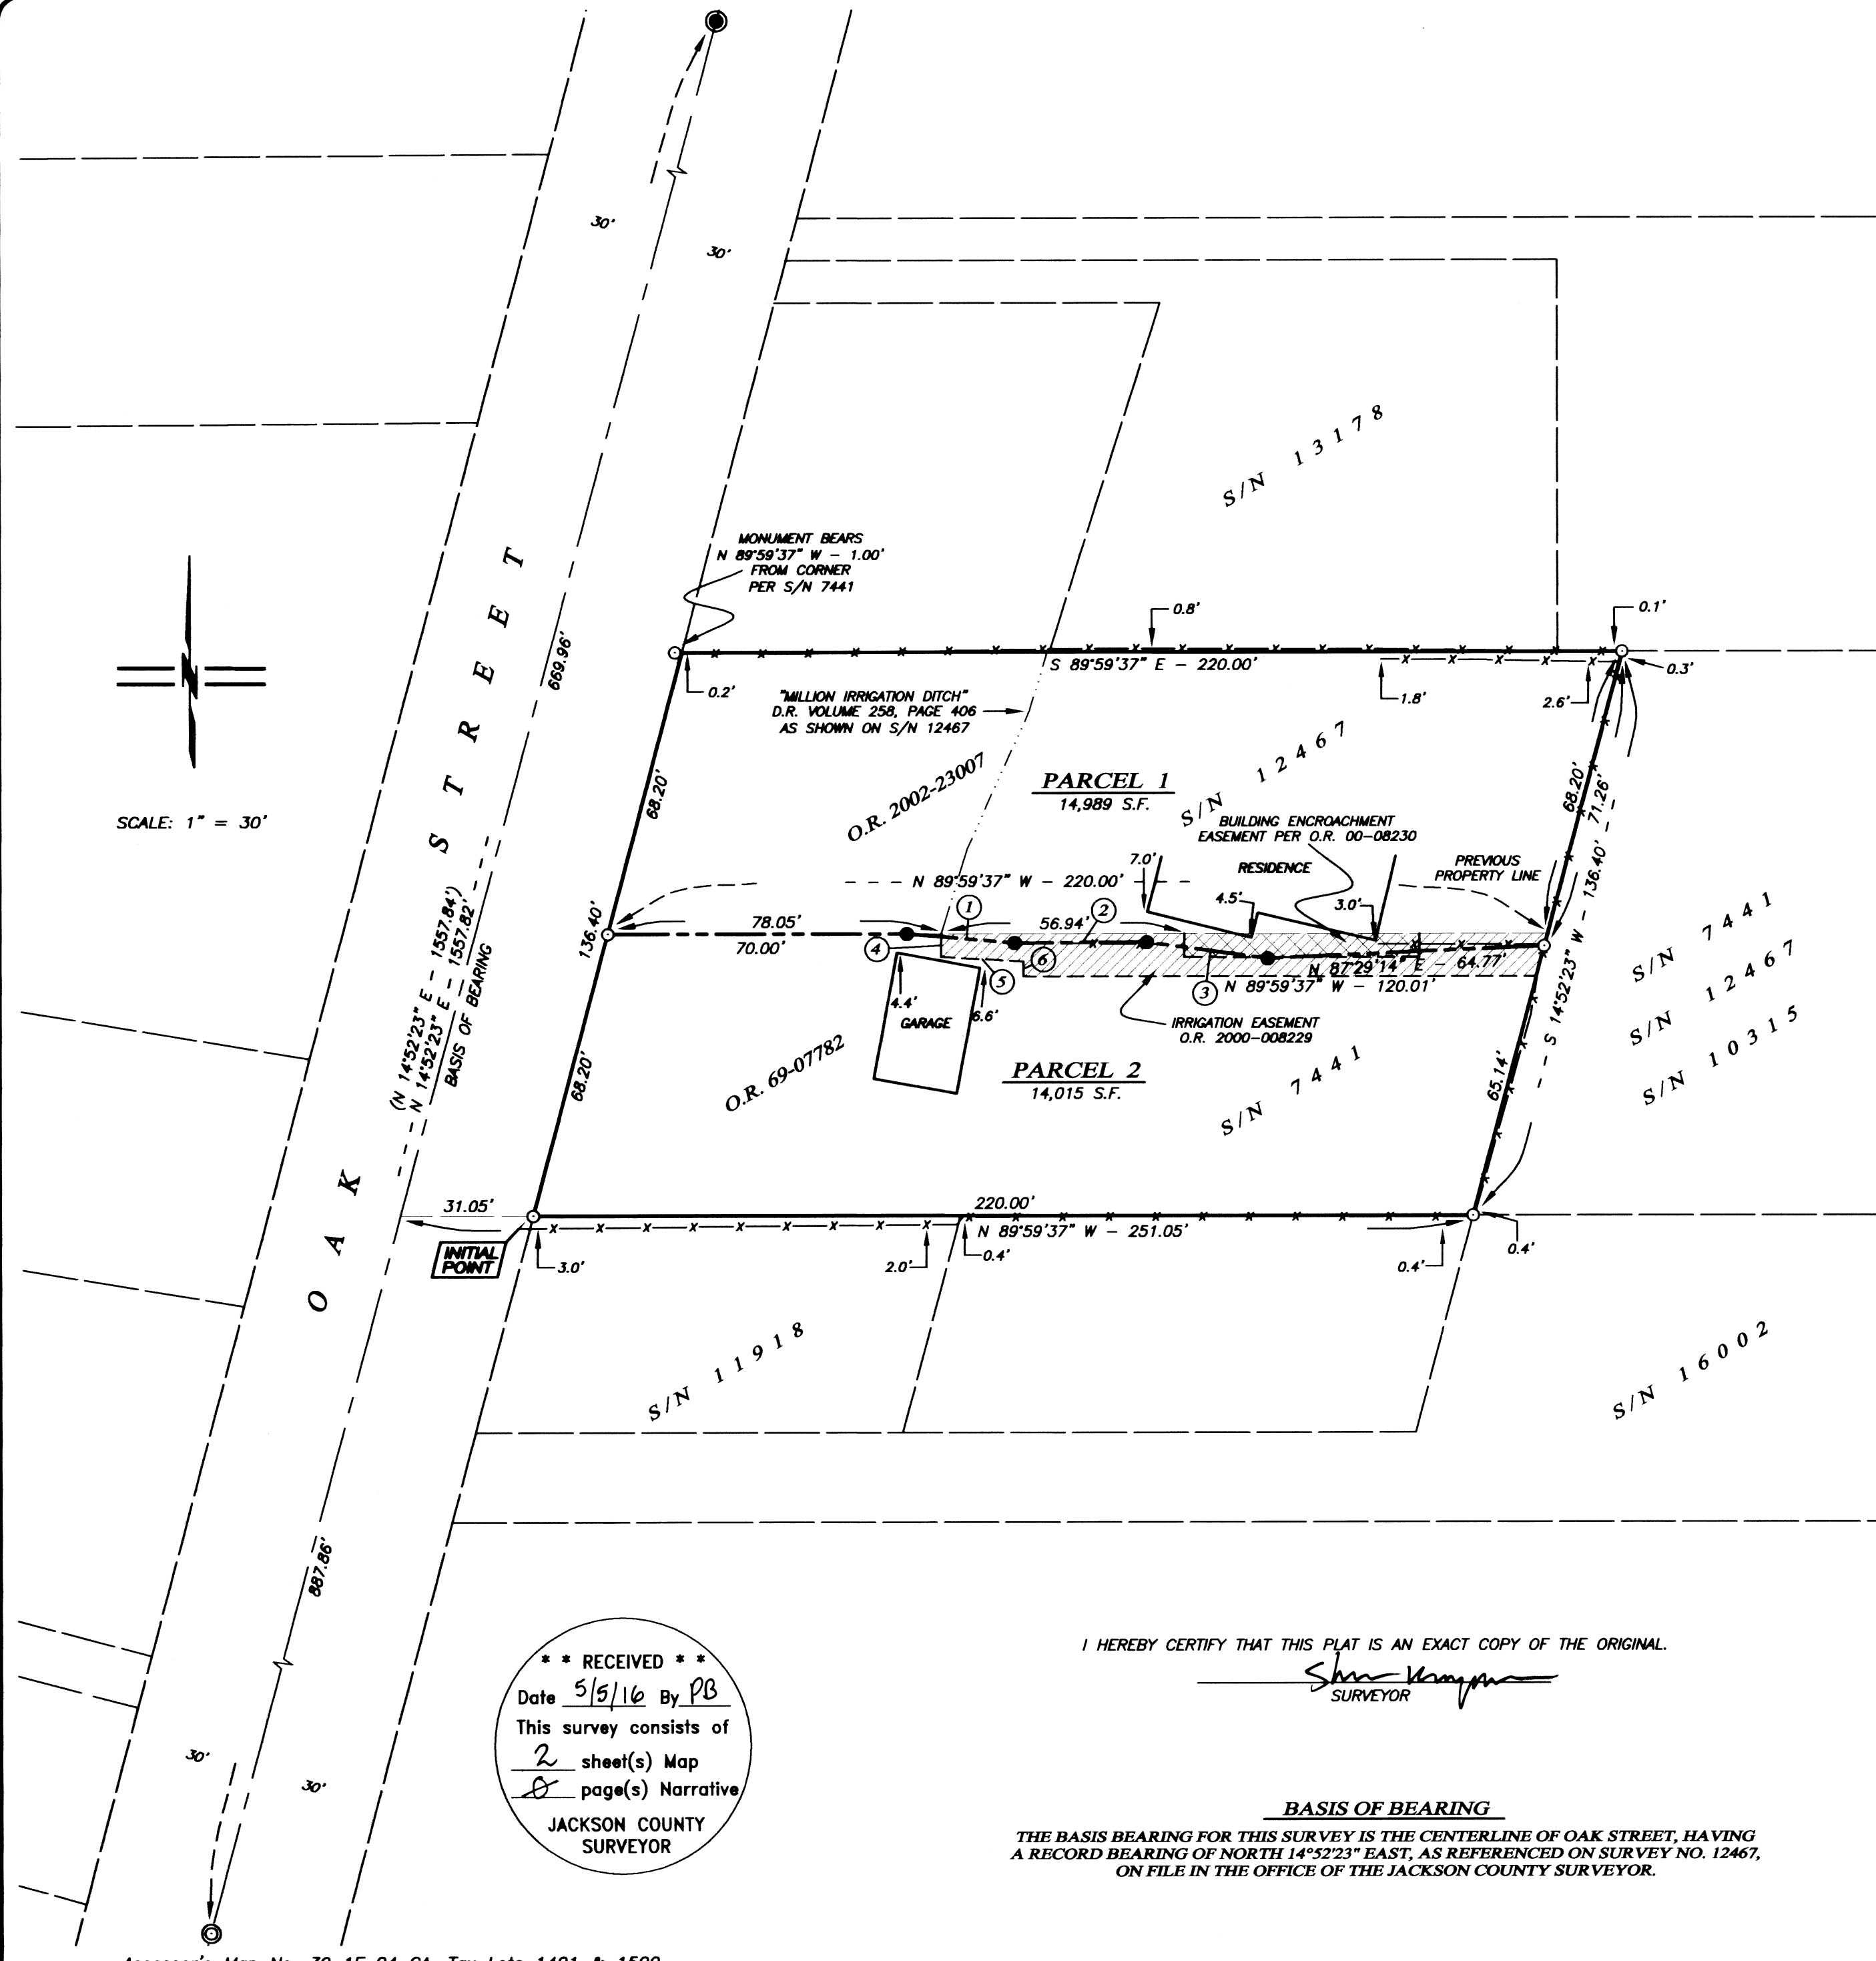 30'
30'
S/N 13178
MONUMENT BEARS
N 89°59'37" W - 1.00'
FROM CORNER
PER S/N 7441
OAK STREET
669.96'
0.8'
0.1'
S 89°59'37" E - 220.00'
0.3'
0.2'
1.8'
2.6'
"MILLION IRRIGATION DITCH"
D.R. VOLUME 258, PAGE 406
AS SHOWN ON S/N 12467
SCALE: 1" = 30'
68.20'
O.R. 2002-23007
PARCEL 1
14,989 S.F.
S/N 12467
BUILDING ENCROACHMENT
EASEMENT PER O.R. 00-08230
68.20'
71.26'
7.0'
RESIDENCE
PREVIOUS
PROPERTY LINE
N 89°59'37" W - 220.00'
4.5'
3.0'
S 14°52'23" W - 136.40'
136.40'
78.05'
70.00'
1
56.94'
2
4
6
5
3
N 87°29'14" E - 64.77'
N 89°59'37" W - 120.01'
S/N 7441
S/N 12467
S/N 10315
(N 14°52'23" E - 1557.84')
N 14°52'23" E - 1557.82'
BASIS OF BEARING
4.4'
GARAGE
6.6'
IRRIGATION EASEMENT
O.R. 2000-008229
68.20'
O.R. 69-07782
PARCEL 2
14,015 S.F.
S/N 7441
65.14'
31.05'
220.00'
N 89°59'37" W - 251.05'
INITIAL
POINT
3.0'
2.0'
0.4'
0.4'
0.4'
S/N 11918
S/N 16002
887.86'
30'
30'
* * RECEIVED * *
Date 5/5/16 By PB
This survey consists of
2 sheet(s) Map
0 page(s) Narrative
JACKSON COUNTY
SURVEYOR
I HEREBY CERTIFY THAT THIS PLAT IS AN EXACT COPY OF THE ORIGINAL.
SURVEYOR
BASIS OF BEARING
THE BASIS BEARING FOR THIS SURVEY IS THE CENTERLINE OF OAK STREET, HAVING
A RECORD BEARING OF NORTH 14°52'23" EAST, AS REFERENCED ON SURVEY NO. 12467,
ON FILE IN THE OFFICE OF THE JACKSON COUNTY SURVEYOR.